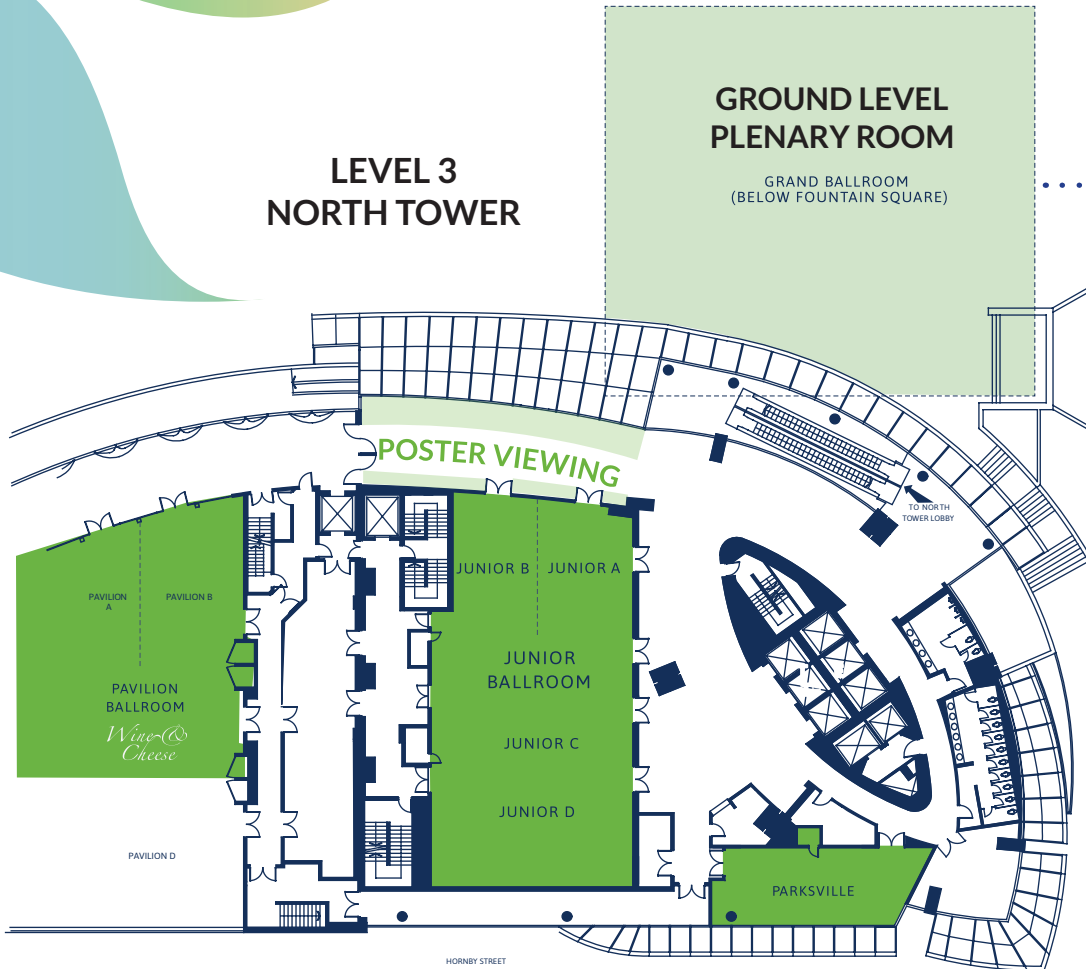 GROUND LEVEL
PLENARY ROOM
GRAND BALLROOM
(BELOW FOUNTAIN SQUARE)
LEVEL 3
NORTH TOWER
POSTER VIEWING
TO NORTH
TOWER LOBBY
JUNIOR B
JUNIOR A
PAVILION
A
PAVILION B
JUNIOR
BALLROOM
PAVILION
BALLROOM
Wine &
Cheese
JUNIOR C
JUNIOR D
PAVILION D
PARKSVILLE
HORNBY STREET